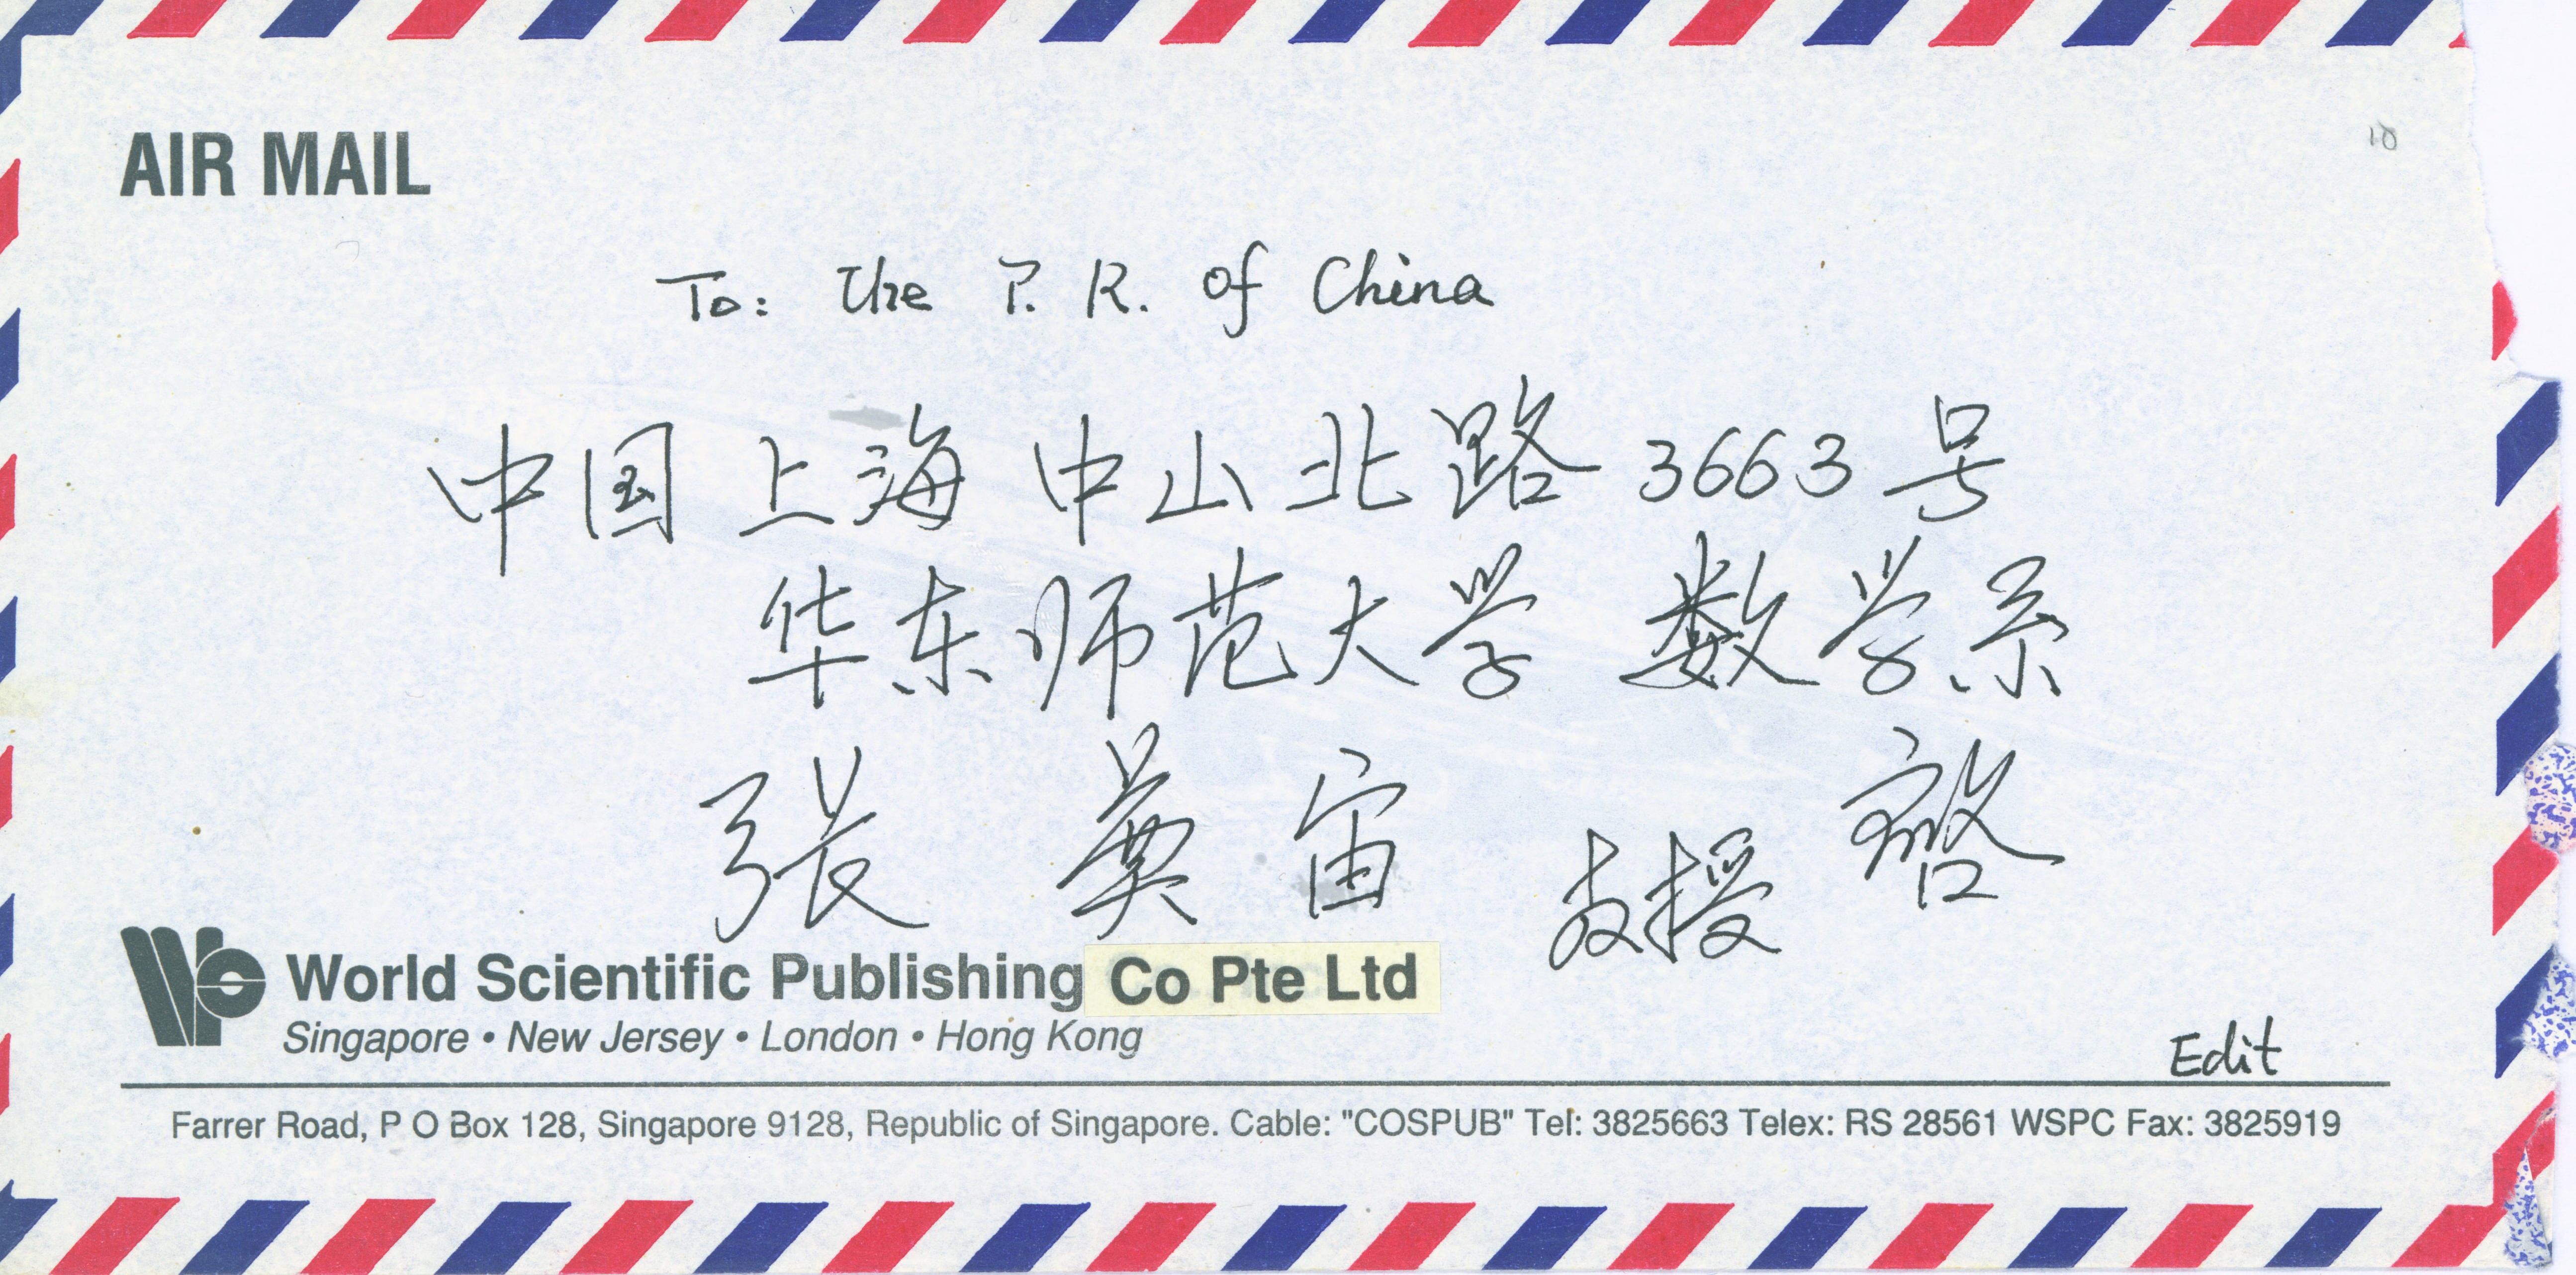 AIR MAIL
10
To: the P. R. of China
中国 上海 中山北路 3663号
华东师范大学 数学系
张奠宙 教授 啓
World Scientific Publishing Co Pte Ltd
Singapore • New Jersey • London • Hong Kong
Edit
Farrer Road, P O Box 128, Singapore 9128, Republic of Singapore. Cable: "COSPUB" Tel: 3825663 Telex: RS 28561 WSPC Fax: 3825919